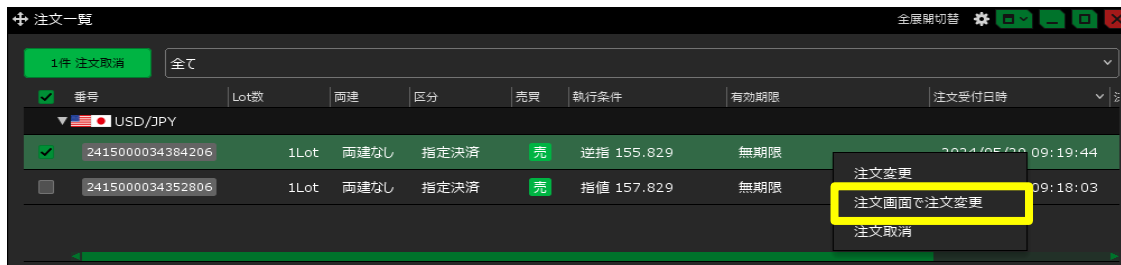 注文一覧 全展開切替
1件 注文取消 全て
番号 Lot数 両建 区分 売買 執行条件 有効期限 注文受付日時
USD/JPY
2415000034384206 1Lot 両建なし 指定決済 売 逆指 155.829 無期限 2024/05/20 09:19:44
2415000034352806 1Lot 両建なし 指定決済 売 指値 157.829 無期限 09:18:03
注文変更
注文画面で注文変更
注文取消